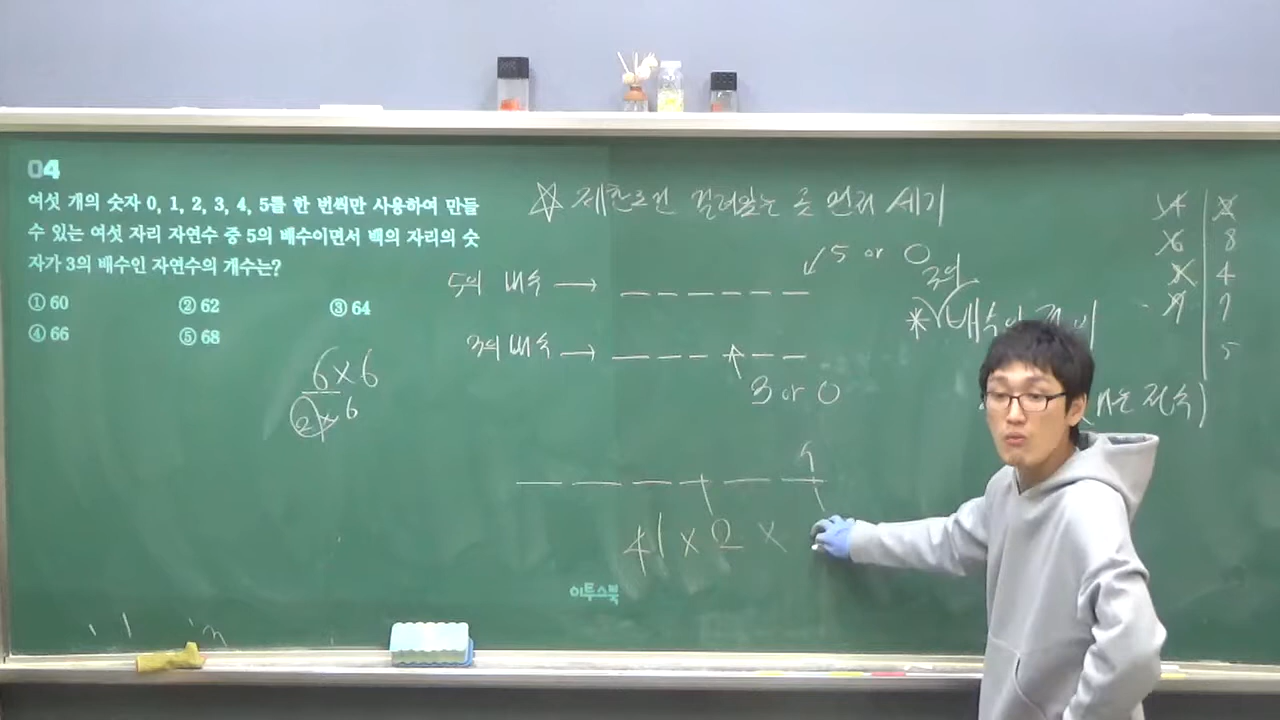 04
여섯 개의 숫자 0, 1, 2, 3, 4, 5를 한 번씩만 사용하여 만들
수 있는 여섯 자리 자연수 중 5의 배수이면서 백의 자리의 숫
자가 3의 배수인 자연수의 개수는?
① 60 ② 62 ③ 64
④ 66 ⑤ 68
6×6
2×6
☆ 제한조건 걸려있는 곳 먼저 세기
5의 배수 → 5 or 0
3의 배수 →
3 or 0
4! × 2 ×
이투스북
8
4
7
5